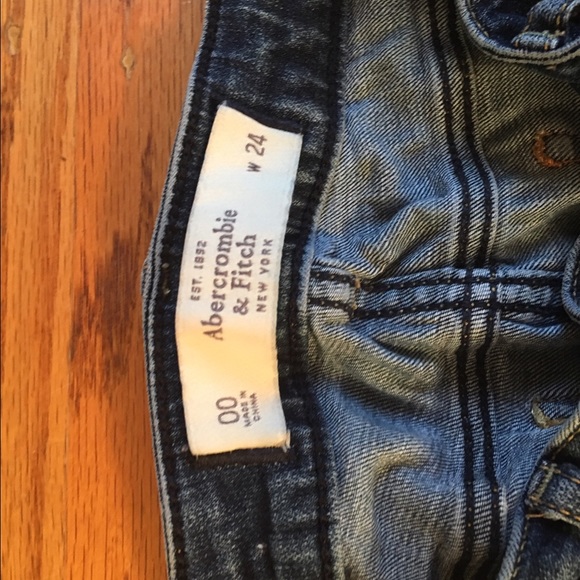 EST. 1892
Abercrombie
& Fitch
NEW YORK
00
MADE IN
CHINA
W 24